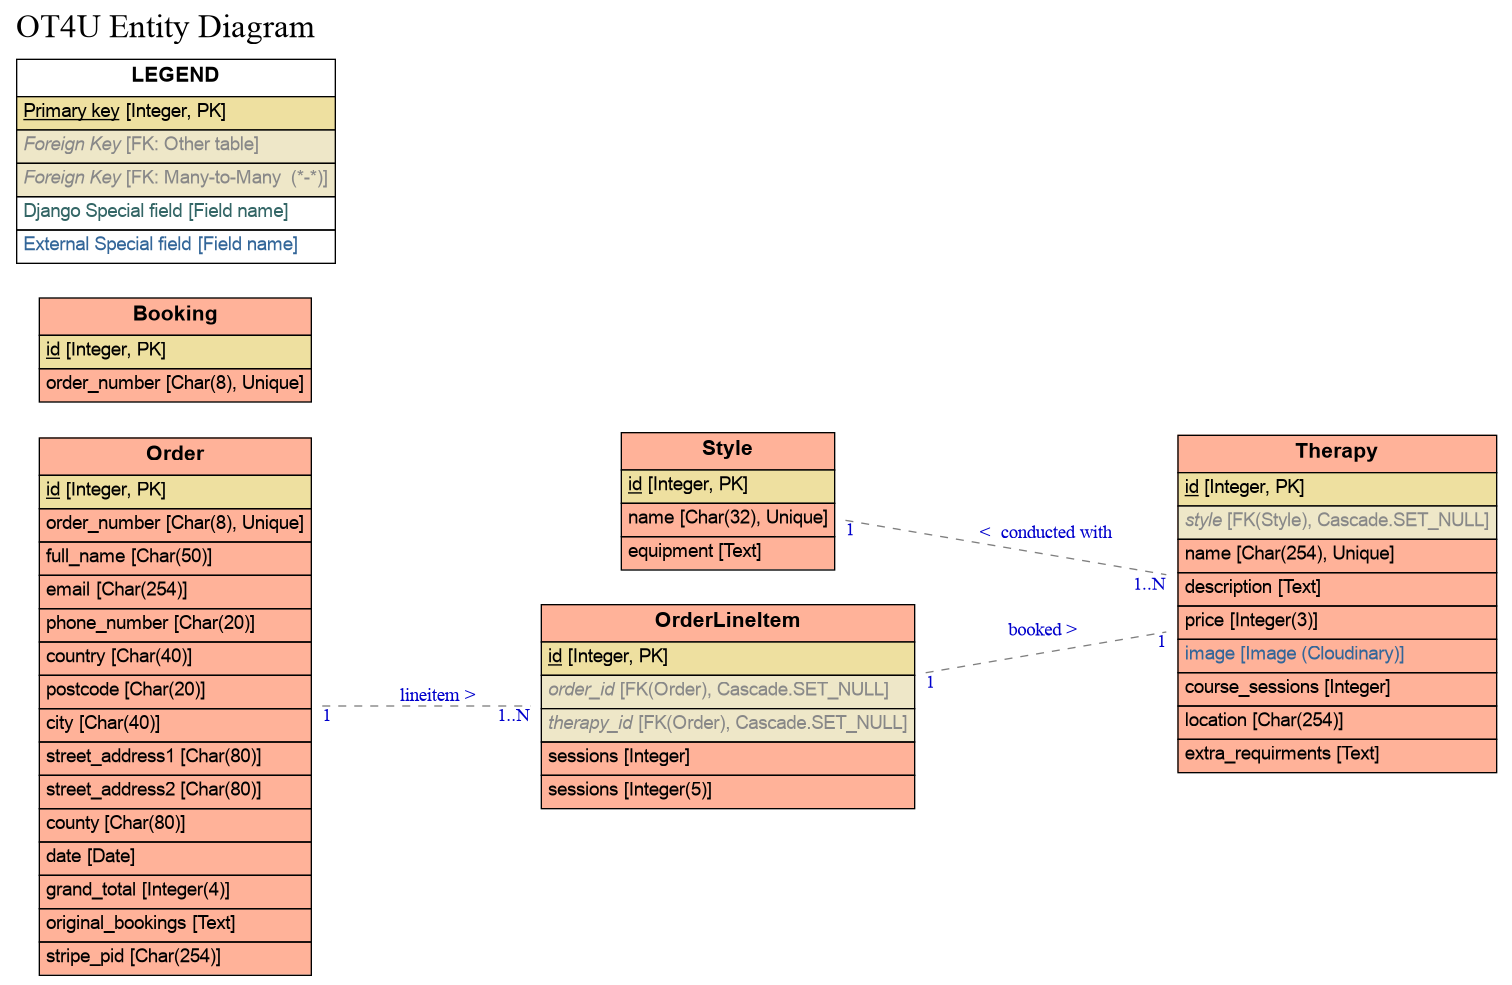 OT4U Entity Diagram
LEGEND
Primary key [Integer, PK]
Foreign Key [FK: Other table]
Foreign Key [FK: Many-to-Many (*-*)]
Django Special field [Field name]
External Special field [Field name]
Booking
id [Integer, PK]
order_number [Char(8), Unique]
Order
id [Integer, PK]
order_number [Char(8), Unique]
full_name [Char(50)]
email [Char(254)]
phone_number [Char(20)]
country [Char(40)]
postcode [Char(20)]
city [Char(40)]
street_address1 [Char(80)]
street_address2 [Char(80)]
county [Char(80)]
date [Date]
grand_total [Integer(4)]
original_bookings [Text]
stripe_pid [Char(254)]
lineitem >
1
1..N
Style
id [Integer, PK]
name [Char(32), Unique]
equipment [Text]
OrderLineItem
id [Integer, PK]
order_id [FK(Order), Cascade.SET_NULL]
therapy_id [FK(Order), Cascade.SET_NULL]
sessions [Integer]
sessions [Integer(5)]
< conducted with
1
1..N
booked >
1
1
Therapy
id [Integer, PK]
style [FK(Style), Cascade.SET_NULL]
name [Char(254), Unique]
description [Text]
price [Integer(3)]
image [Image (Cloudinary)]
course_sessions [Integer]
location [Char(254)]
extra_requirments [Text]